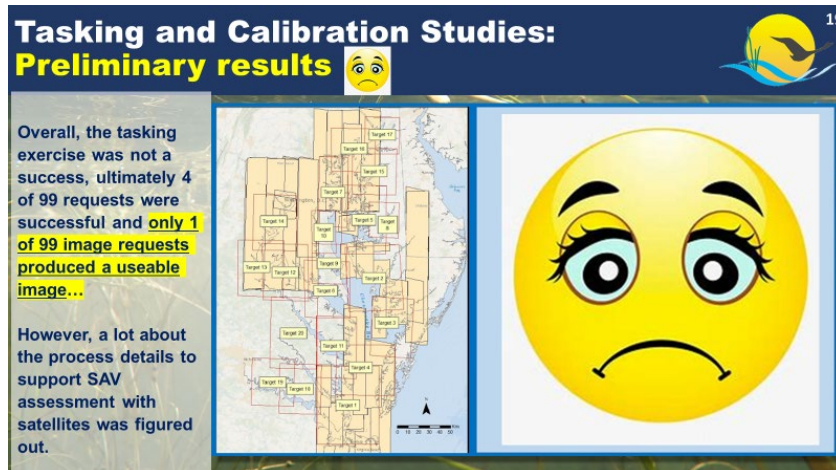 19
Tasking and Calibration Studies:
Preliminary results
Overall, the tasking
exercise was not a
success, ultimately 4
of 99 requests were
successful and only 1
of 99 image requests
produced a useable
image…
However, a lot about
the process details to
support SAV
assessment with
satellites was figured
out.
Target 17
Target 16
Target 15
Target 7
Target 14
Target 5
Target 10
Target 13
Target 12
Target 9
Target 2
Target 6
Target 3
Target 20
Target 11
Target 4
Target 19
Target 18
Target 1